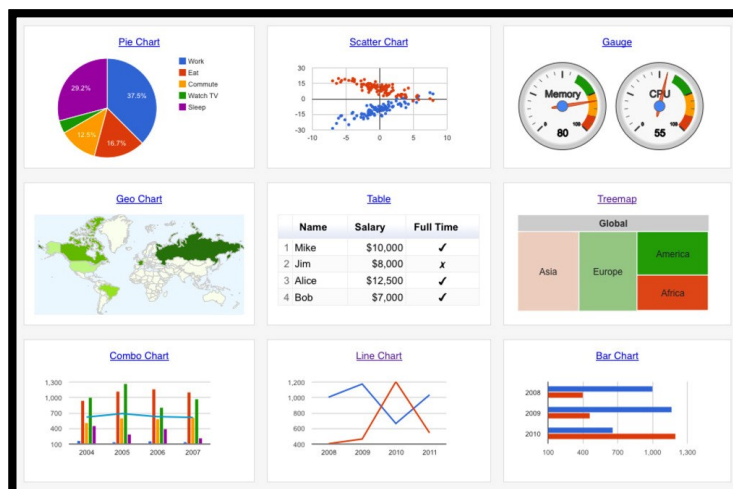 Pie Chart
29.2%
37.5%
12.5%
16.7%
Work
Eat
Commute
Watch TV
Sleep
Scatter Chart
30
15
0
-15
-30
-10
-5
0
5
10
Gauge
Memory
0
100
80
CPU
0
100
55
Geo Chart
Table
Name Salary Full Time
1 Mike $10,000 ✔
2 Jim $8,000 ✗
3 Alice $12,500 ✔
4 Bob $7,000 ✔
Treemap
Global
Asia
Europe
America
Africa
Combo Chart
1,300
1,000
700
400
100
2004 2005 2006 2007
Line Chart
1,200
1,000
800
600
400
2008 2009 2010 2011
Bar Chart
2008
2009
2010
100 400 700 1,000 1,300